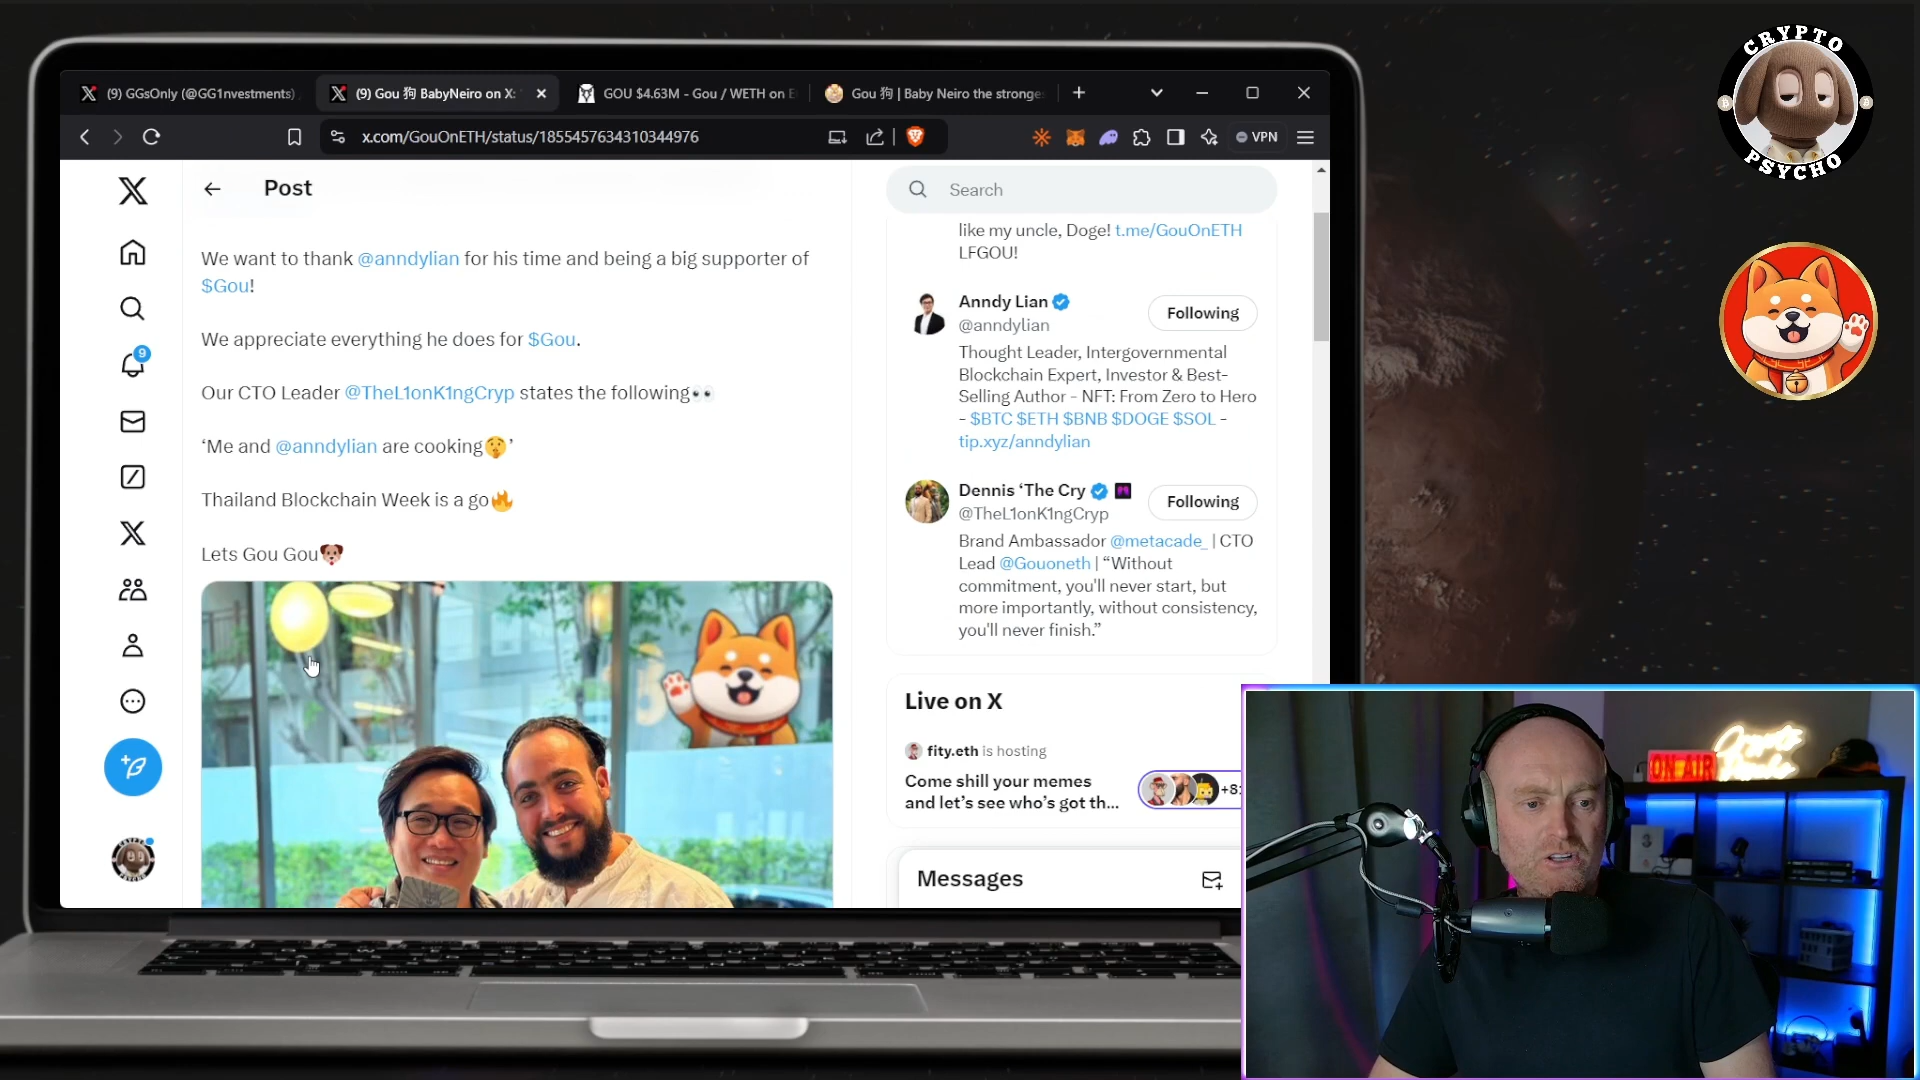 CRYPTO
PSYCHO
(9) GGsOnly (@GG1nvestments)
(9) Gou 狗 BabyNeiro on X:
GOU $4.63M - Gou / WETH on E
Gou 狗 | Baby Neiro the stronge
x.com/GouOnETH/status/1855457634310344976
VPN
Post
Search
We want to thank @anndylian for his time and being a big supporter of
$Gou!
We appreciate everything he does for $Gou.
Our CTO Leader @TheL1onK1ngCryp states the following👀
‘Me and @anndylian are cooking🤫’
Thailand Blockchain Week is a go🔥
Lets Gou Gou🐶
9
like my uncle, Doge! t.me/GouOnETH
LFGOU!
Anndy Lian
@anndylian
Following
Thought Leader, Intergovernmental
Blockchain Expert, Investor & Best-
Selling Author - NFT: From Zero to Hero
- $BTC $ETH $BNB $DOGE $SOL -
tip.xyz/anndylian
Dennis ‘The Cry
@TheL1onK1ngCryp
Following
Brand Ambassador @metacade_ | CTO
Lead @Gouoneth | “Without
commitment, you'll never start, but
more importantly, without consistency,
you'll never finish.”
Live on X
fity.eth is hosting
Come shill your memes
and let’s see who’s got th...
+81
Messages
ON AIR
Crypto